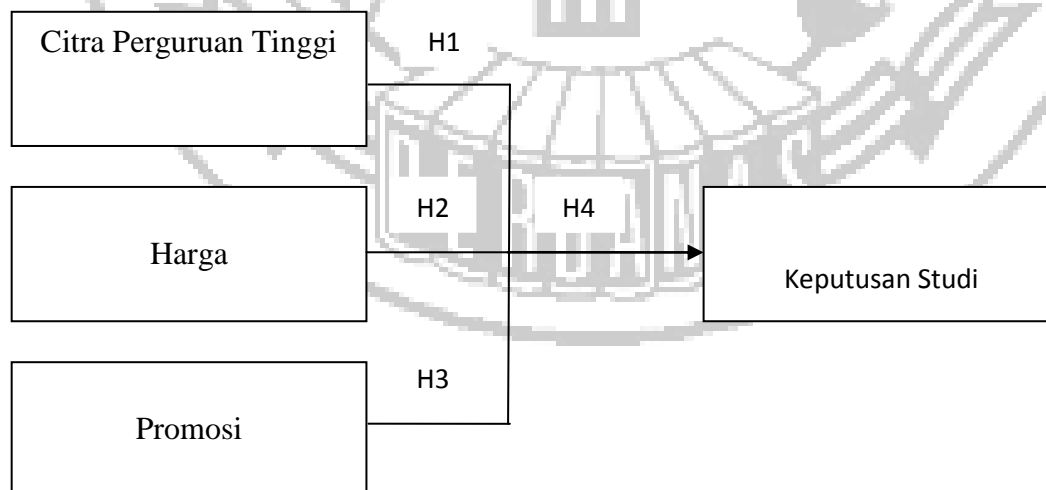 Citra Perguruan Tinggi
H1
H2
H4
Harga
Keputusan Studi
H3
Promosi